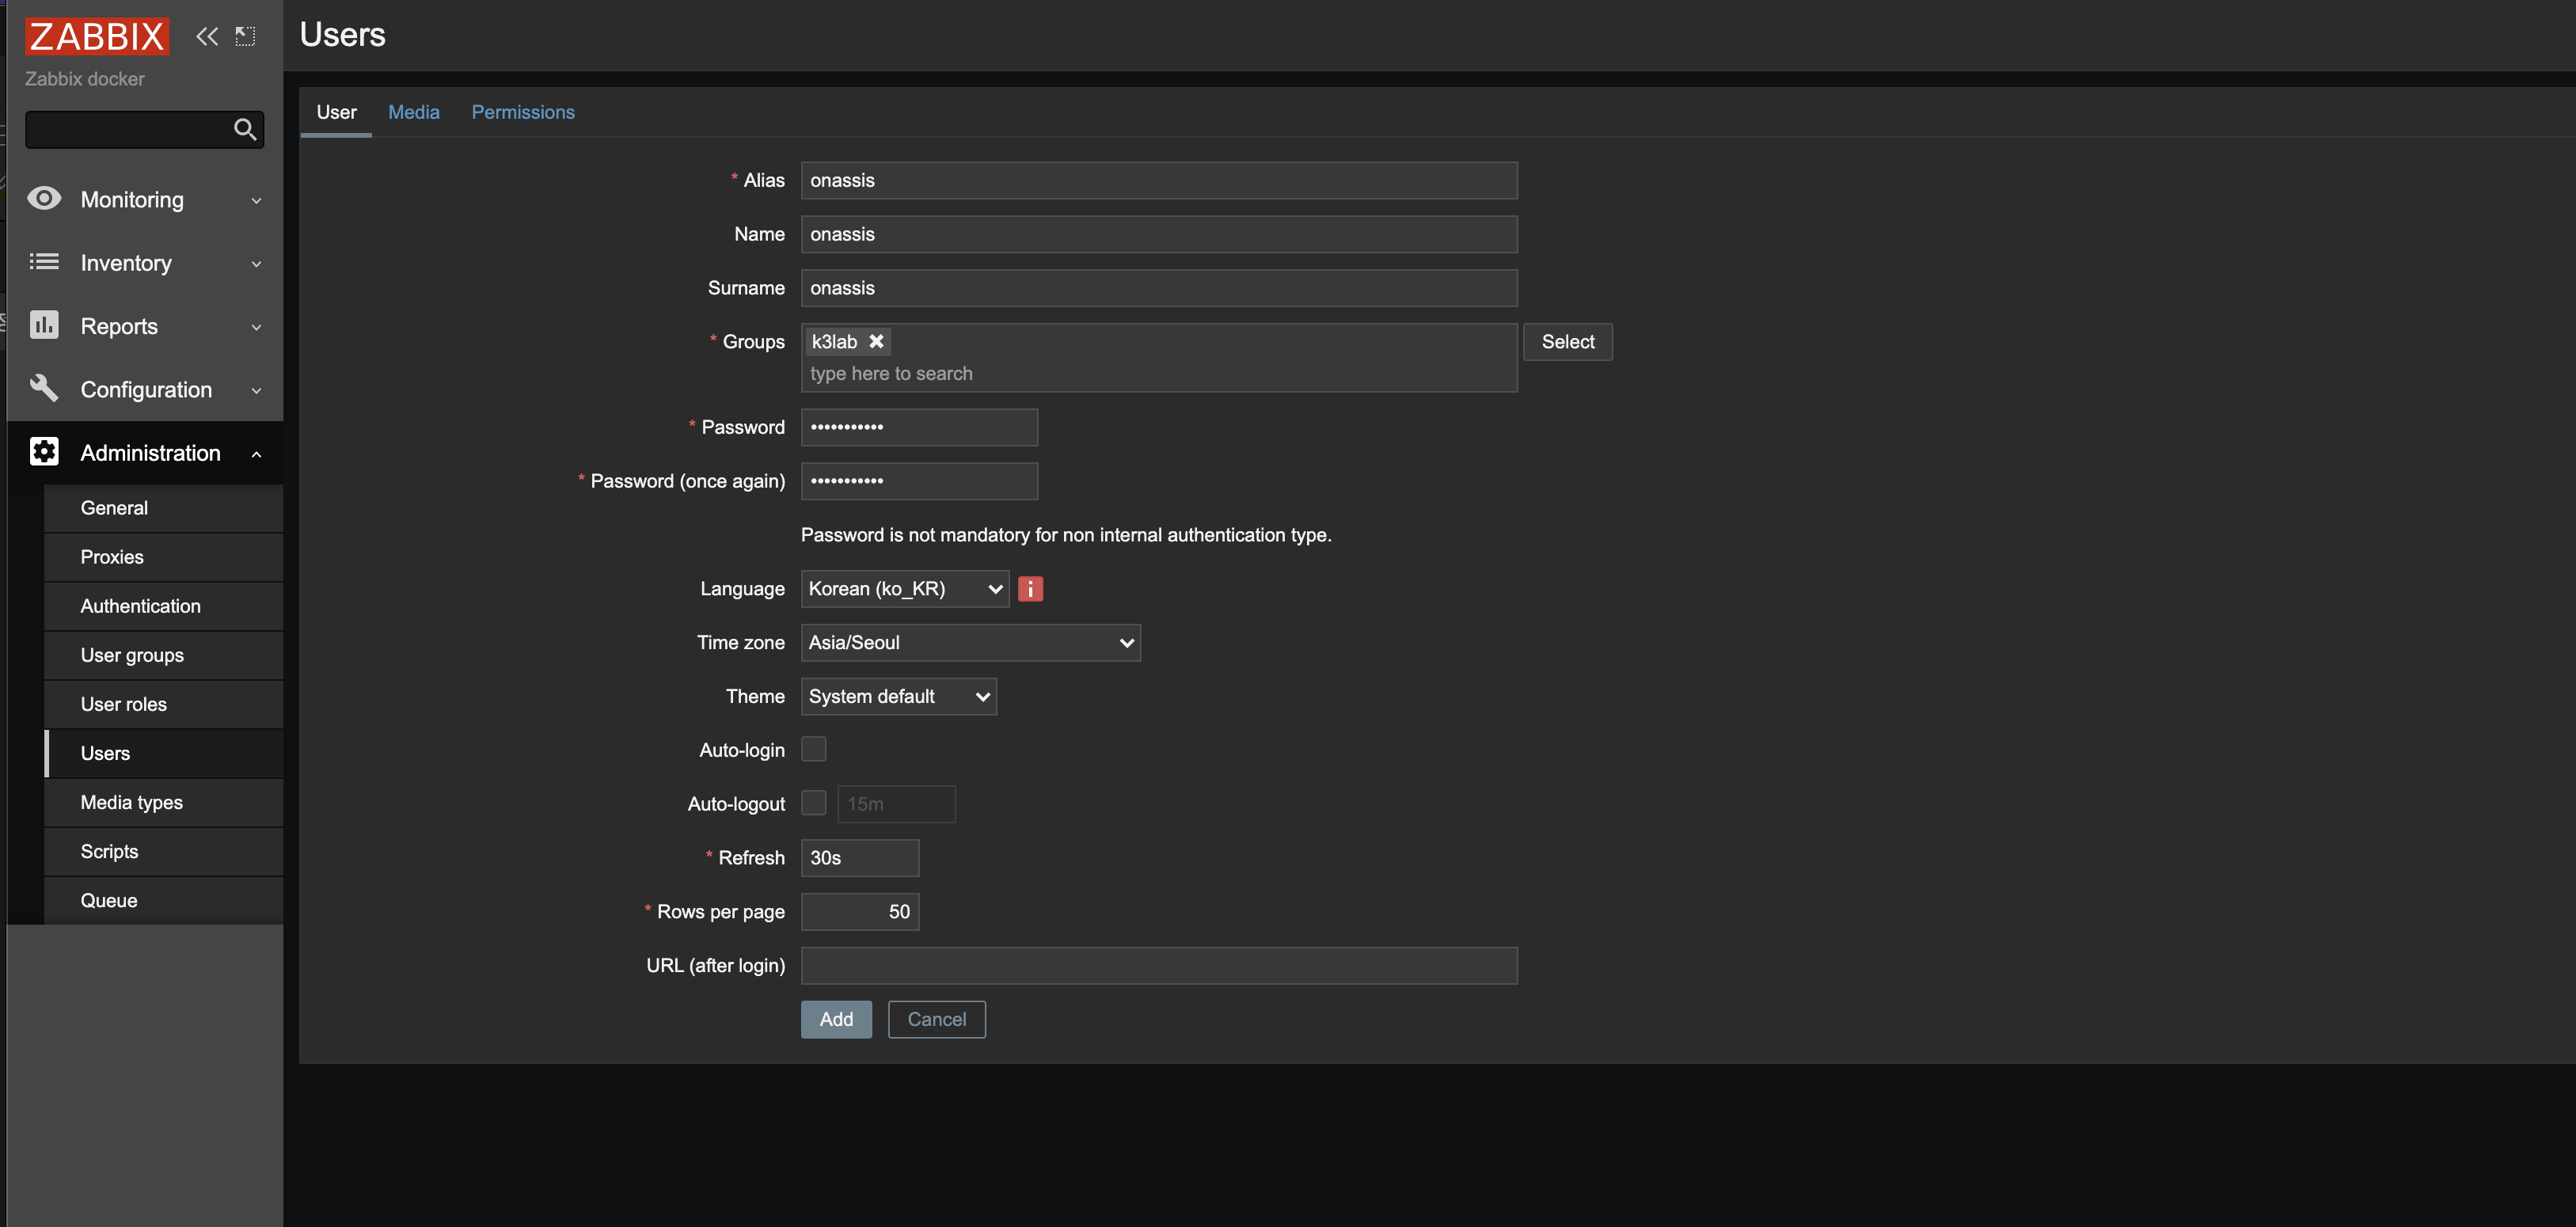 ZABBIX
Zabbix docker
Monitoring
Inventory
Reports
Configuration
Administration
General
Proxies
Authentication
User groups
User roles
Users
Media types
Scripts
Queue
Users
User Media Permissions
* Alias onassis
Name onassis
Surname onassis
* Groups k3lab Select
type here to search
* Password •••••••••••
* Password (once again) •••••••••••
Password is not mandatory for non internal authentication type.
Language Korean (ko_KR) i
Time zone Asia/Seoul
Theme System default
Auto-login
Auto-logout 15m
* Refresh 30s
* Rows per page 50
URL (after login)
Add Cancel